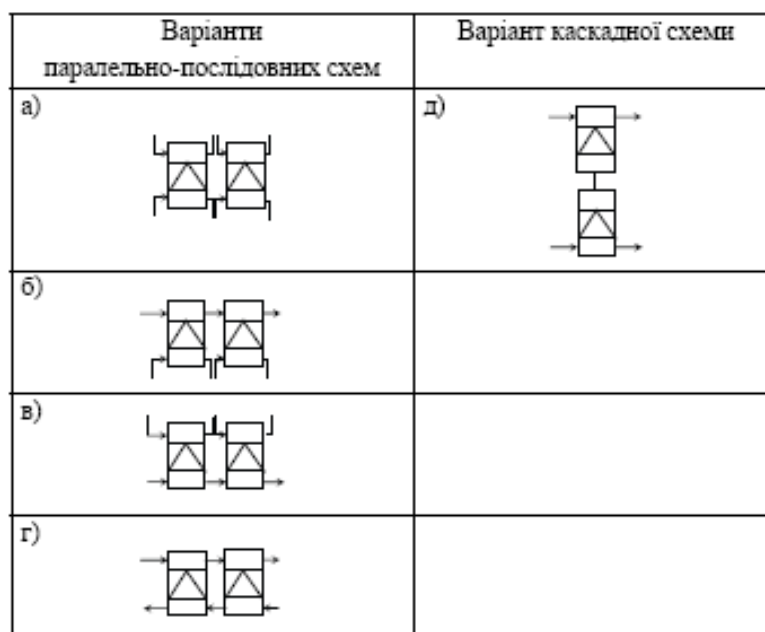 Варіанти
паралельно-послідовних схем
Варіант каскадної схеми
а)
д)
б)
в)
г)